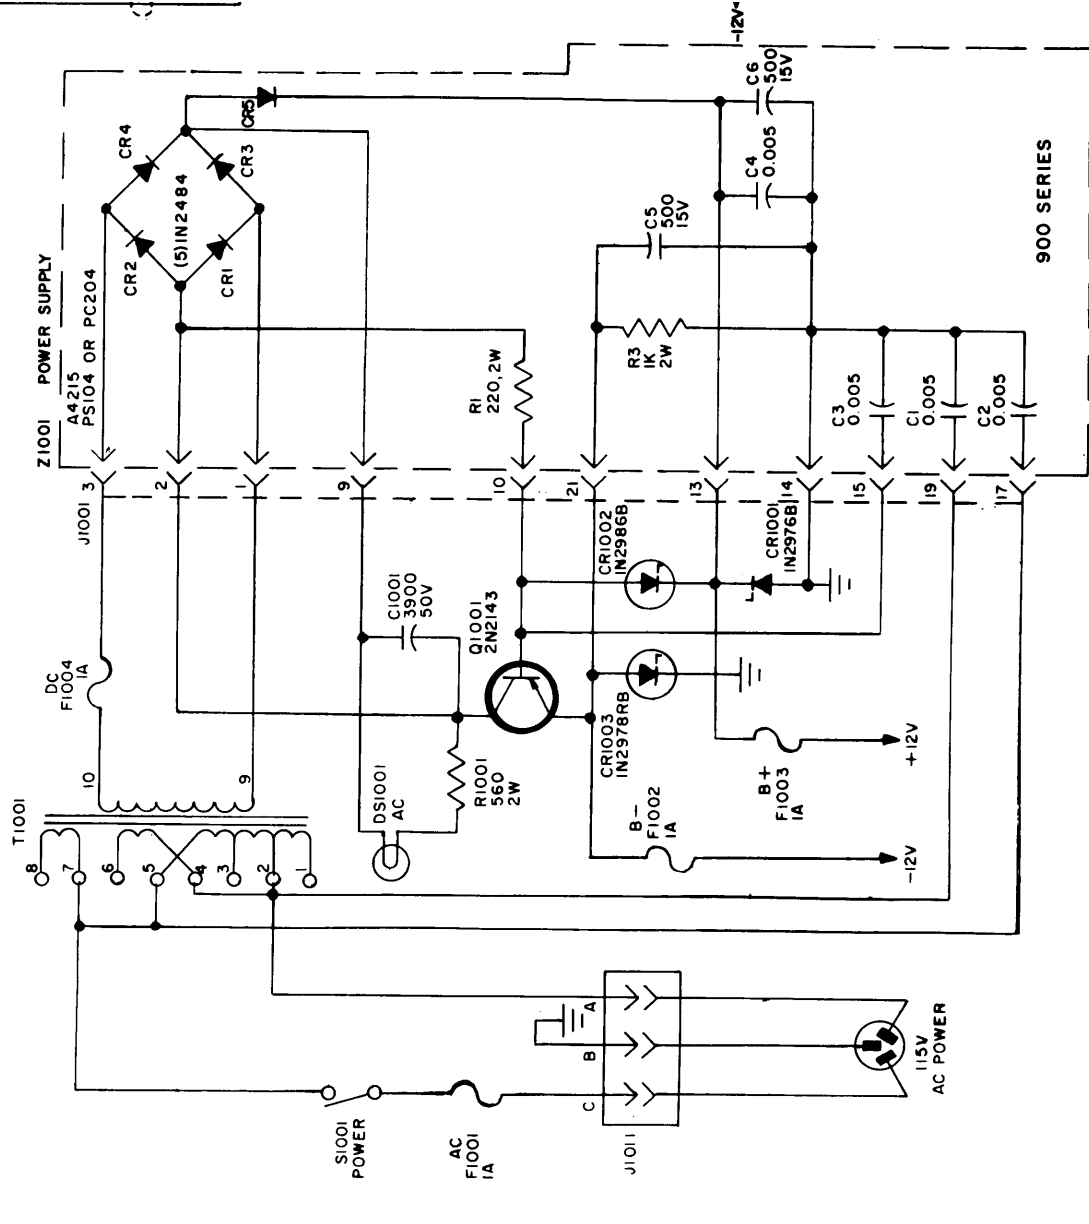 -12V
Z1001 POWER SUPPLY
A4215
PS104 OR PC204
CR4
CR3
CR5
CR2
CR1
(5)1N2484
C6
500
15V
C4
0.005
C5
500
15V
R3
1K
2W
R1
220,2W
C3
0.005
C1
0.005
C2
0.005
900 SERIES
J1001
3
2
1
9
10
21
13
14
15
19
17
DC
F1004
1A
C1001
3900
50V
Q1001
2N2143
CR1002
1N2986B
CR1001
1N2976B
CR1003
1N2978RB
R1001
560
2W
DS1001
AC
B-
F1002
1A
B+
F1003
1A
-12V
+12V
T1001
10
9
8
7
6
5
4
3
2
1
S1001
POWER
AC
F1001
1A
A
B
C
J1011
115V
AC POWER